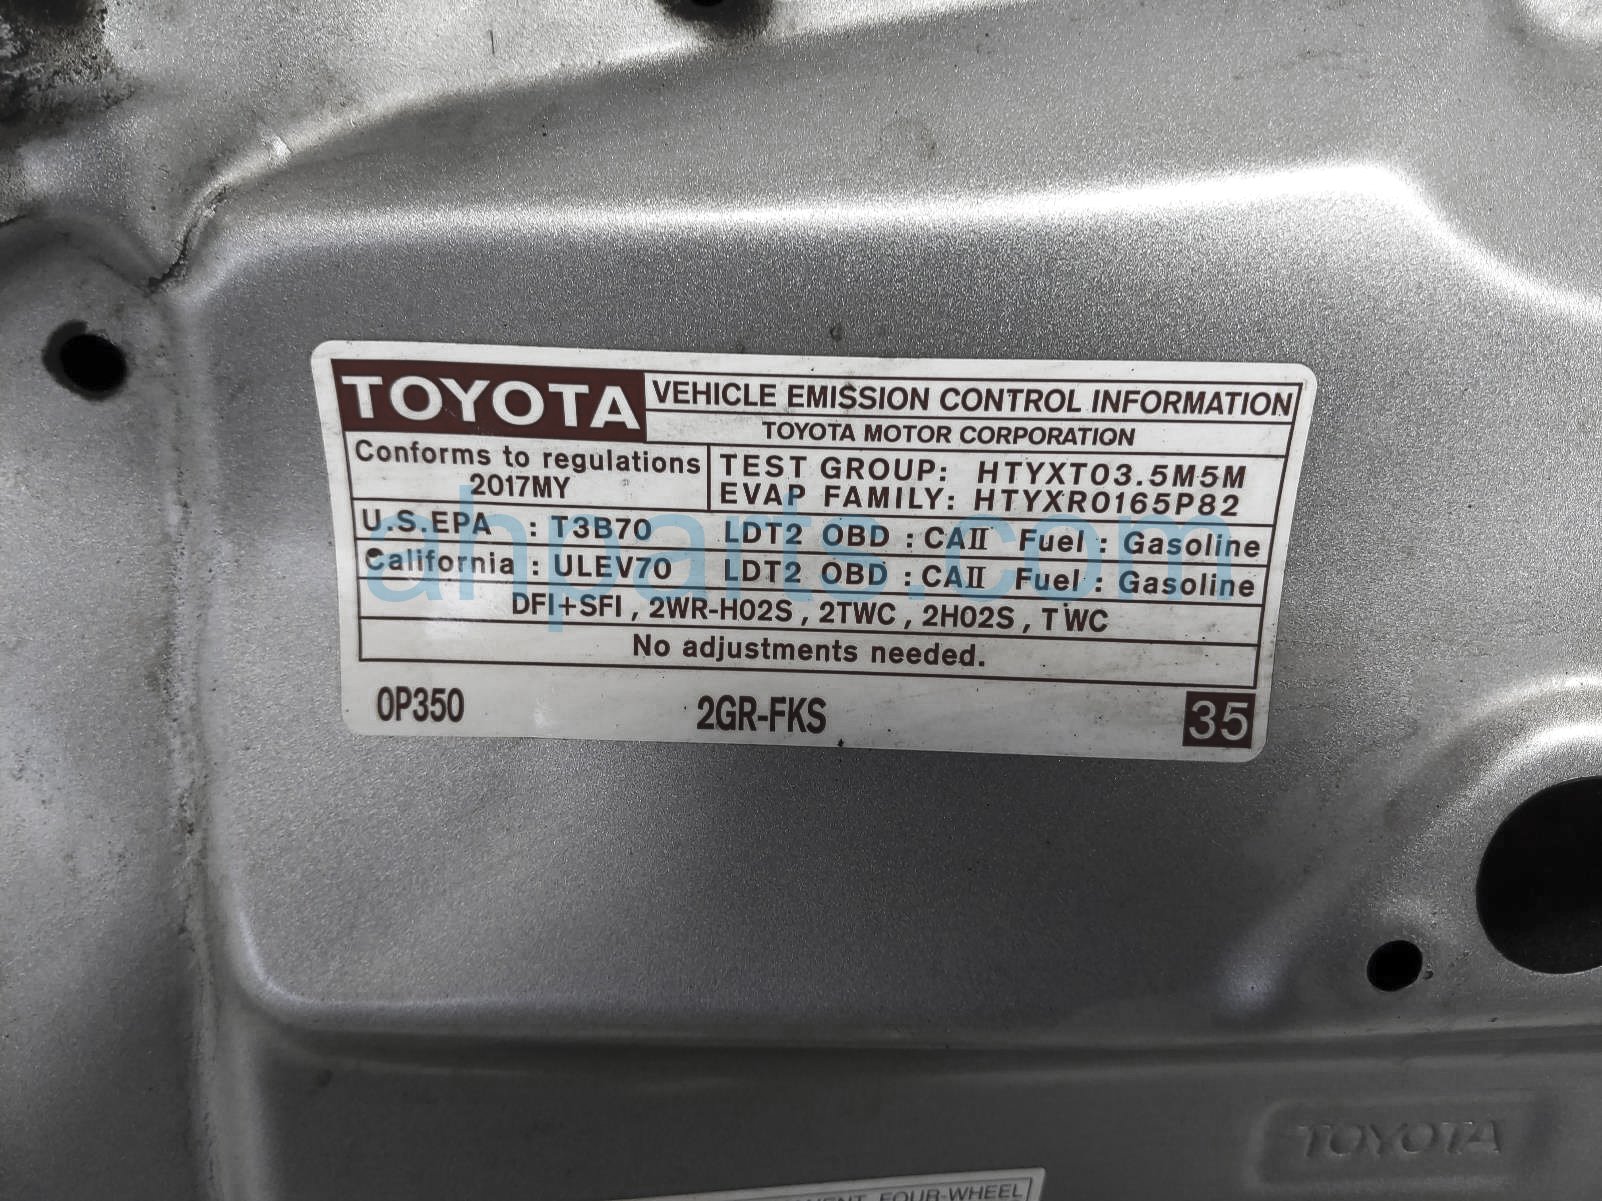 TOYOTA VEHICLE EMISSION CONTROL INFORMATION
TOYOTA MOTOR CORPORATION
Conforms to regulations
2017MY
TEST GROUP: HTYXT03.5M5M
EVAP FAMILY: HTYXR0165P82
U.S.EPA : T3B70 LDT2 OBD : CAII Fuel : Gasoline
California : ULEV70 LDT2 OBD : CAII Fuel : Gasoline
DFI+SFI, 2WR-HO2S, 2TWC, 2HO2S, TWC
No adjustments needed.
0P350 2GR-FKS 35
ahparts.com
TOYOTA
FOUR-WHEEL